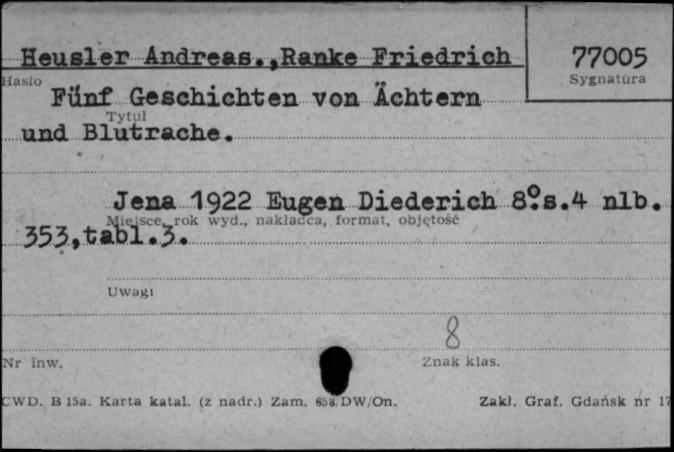 Heusler Andreas.,Ranke Friedrich
77005
Hasło
Sygnatura
Fünf Geschichten von Ächtern
Tytuł
und Blutrache.
Jena 1922 Eugen Diederich 8°.s.4 nlb.
Miejsce, rok wyd., nakładca, format, objętość
353,tabl.3.
Uwagi
8
Nr inw.
Znak klas.
CWD. B 15a. Karta katal. (z nadr.) Zam. 658/DW/On.
Zakł. Graf. Gdańsk nr 17